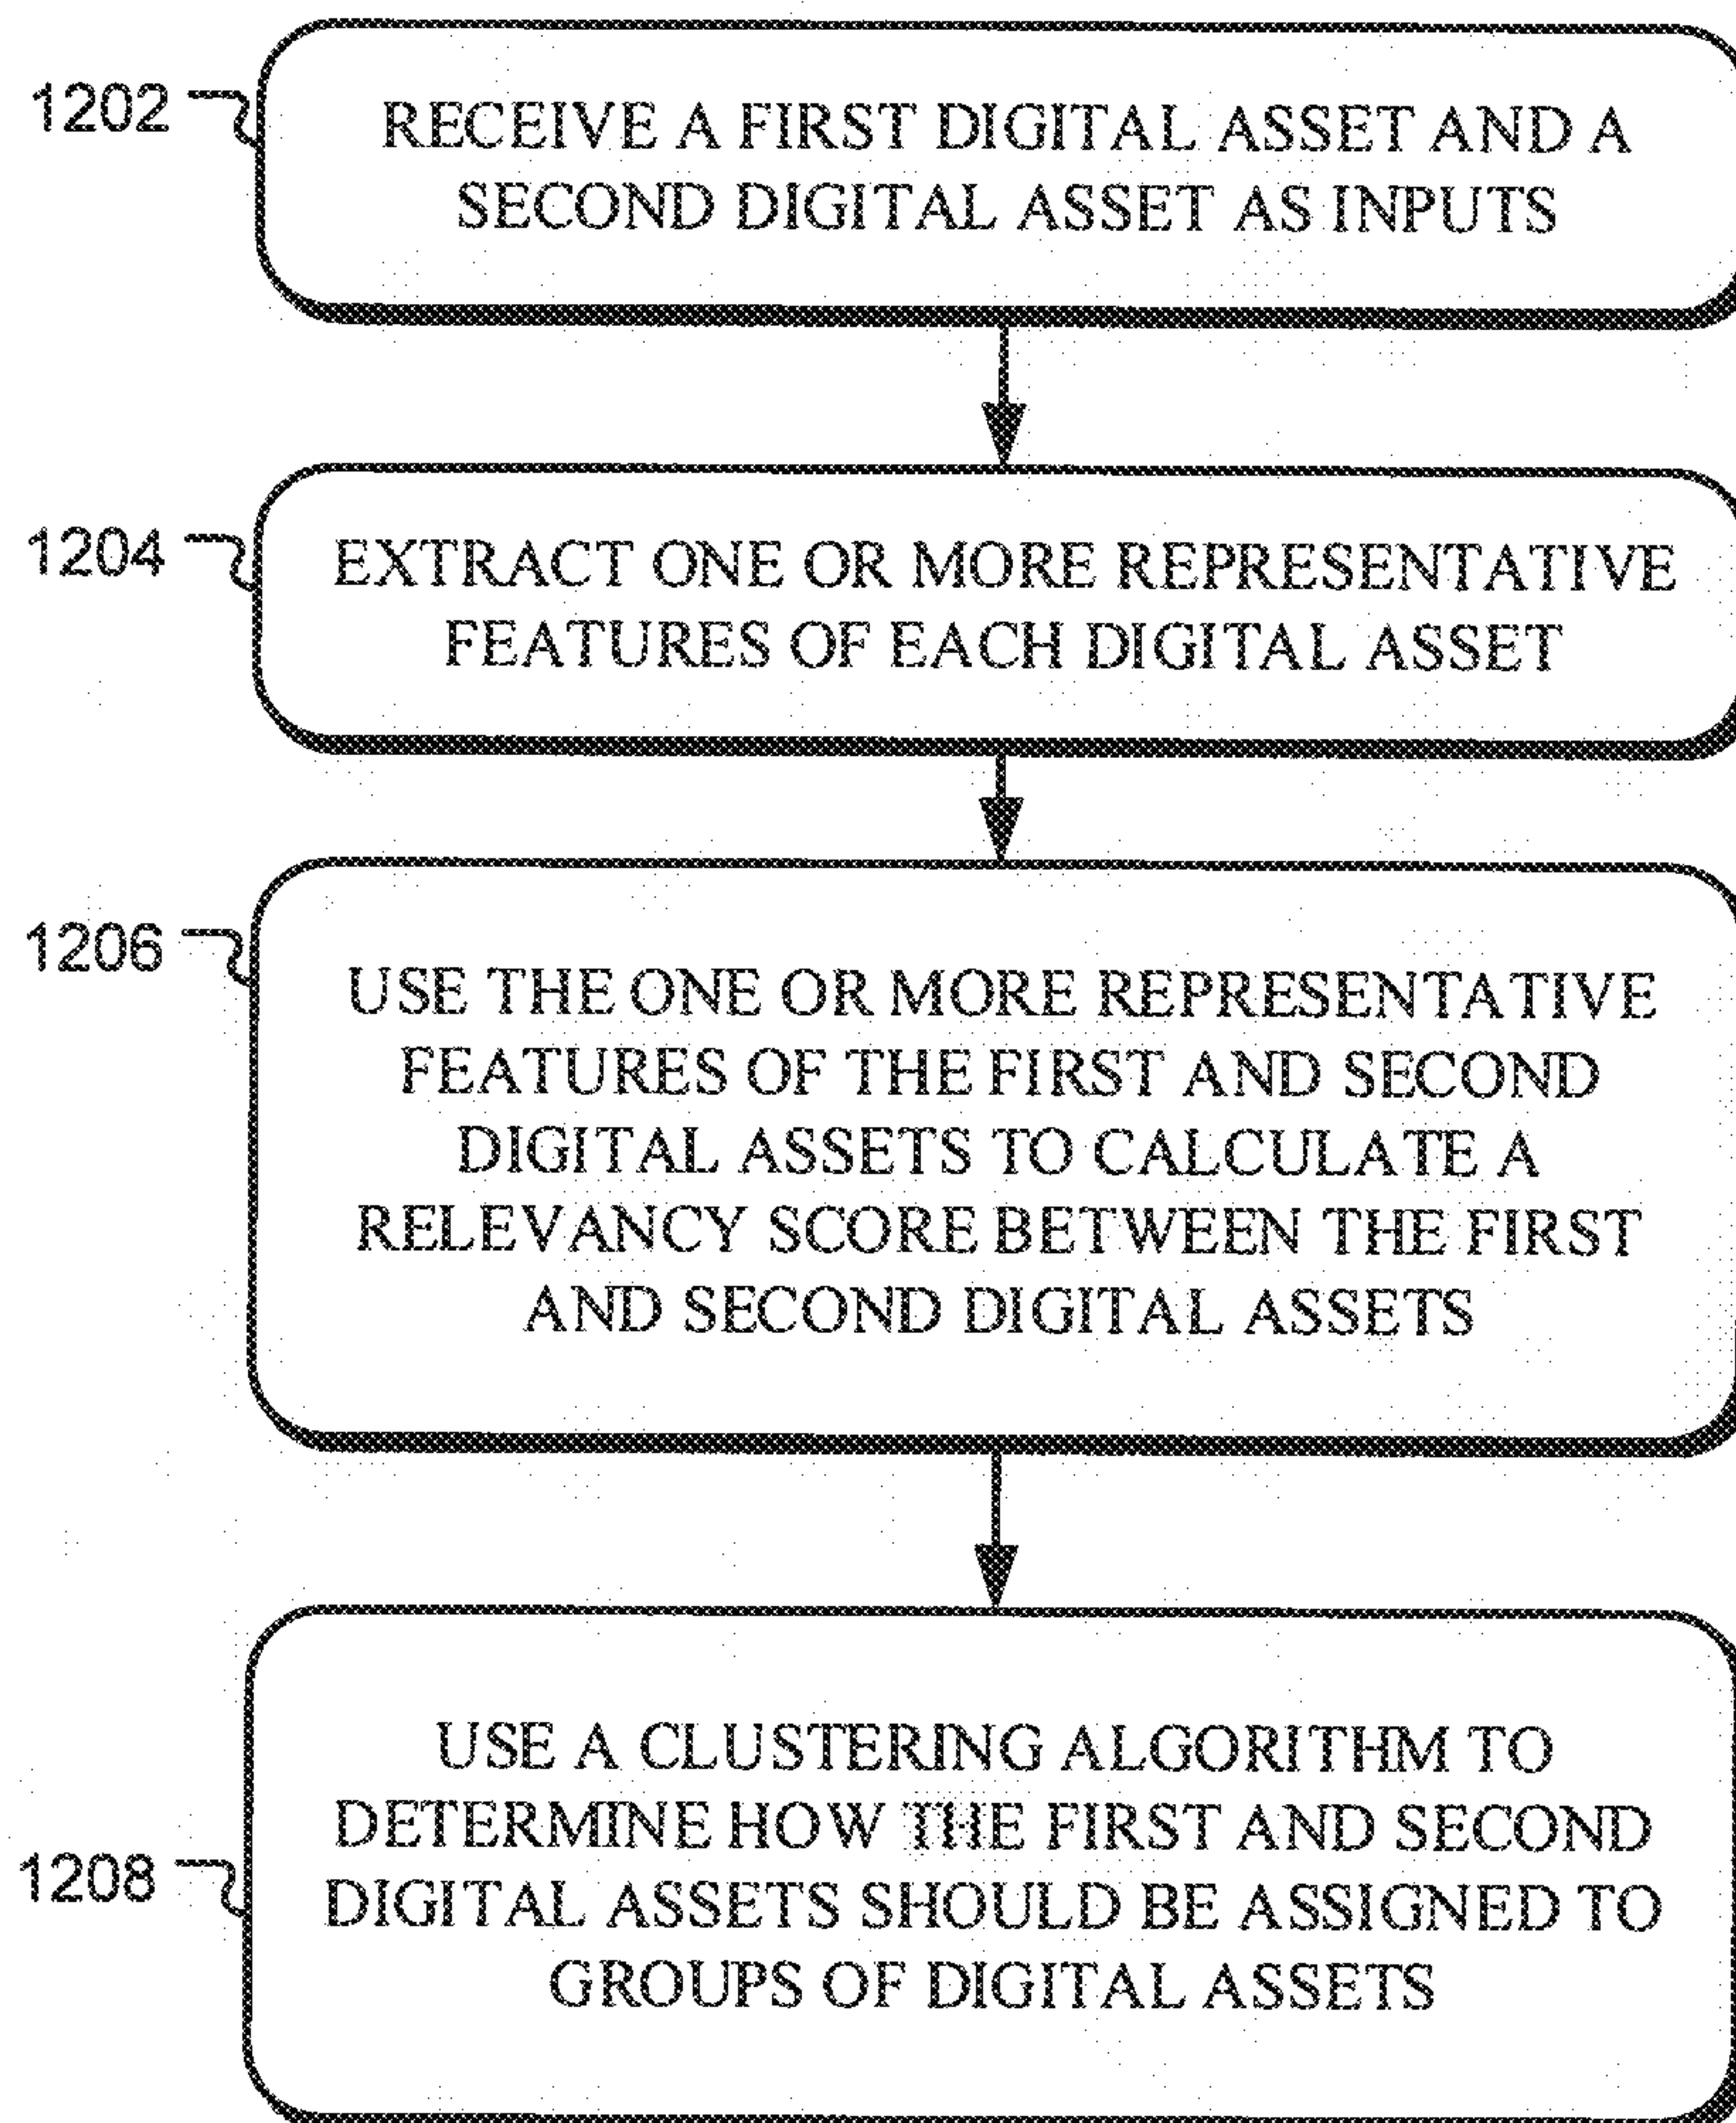 1202
RECEIVE A FIRST DIGITAL ASSET AND A
SECOND DIGITAL ASSET AS INPUTS
1204
EXTRACT ONE OR MORE REPRESENTATIVE
FEATURES OF EACH DIGITAL ASSET
1206
USE THE ONE OR MORE REPRESENTATIVE
FEATURES OF THE FIRST AND SECOND
DIGITAL ASSETS TO CALCULATE A
RELEVANCY SCORE BETWEEN THE FIRST
AND SECOND DIGITAL ASSETS
1208
USE A CLUSTERING ALGORITHM TO
DETERMINE HOW THE FIRST AND SECOND
DIGITAL ASSETS SHOULD BE ASSIGNED TO
GROUPS OF DIGITAL ASSETS